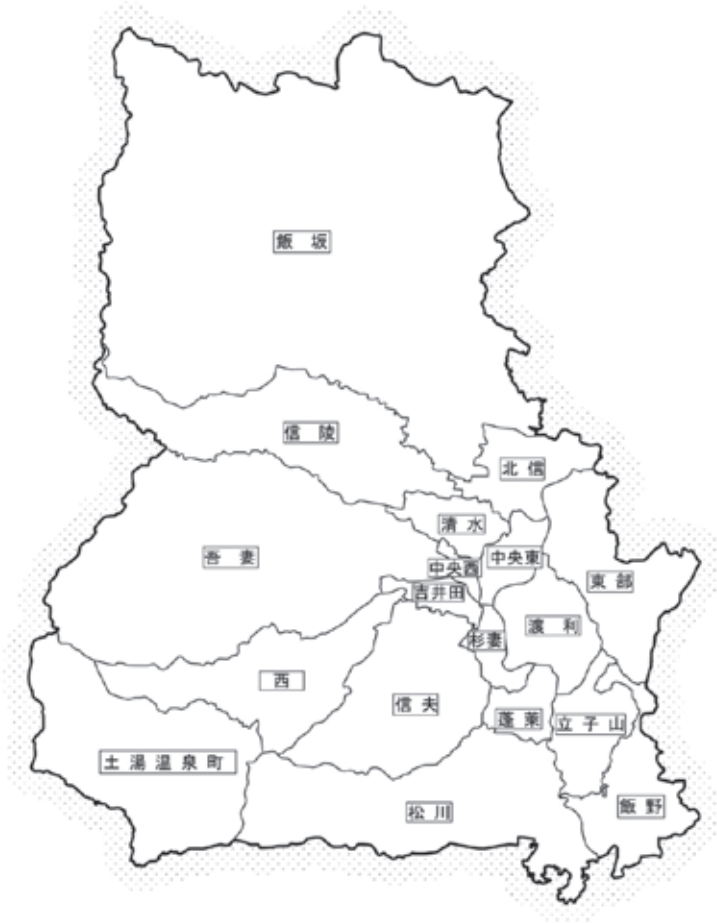 飯坂
信陵
北信
清水
吾妻
中央西
中央東
東部
吉井田
渡利
杉妻
西
信夫
蓬莱
立子山
土湯温泉町
松川
飯野